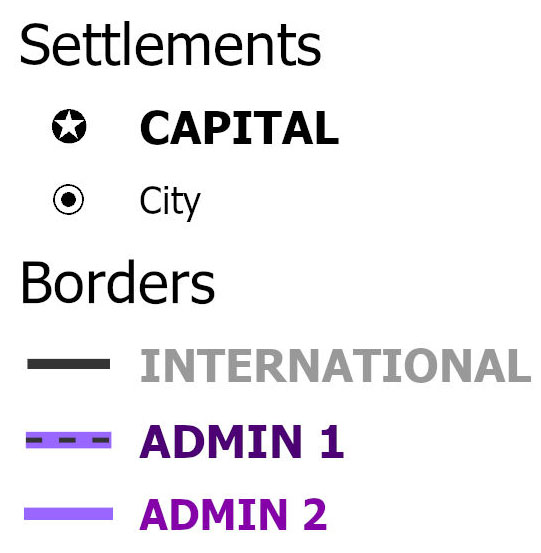 Settlements
CAPITAL
City
Borders
INTERNATIONAL
ADMIN 1
ADMIN 2